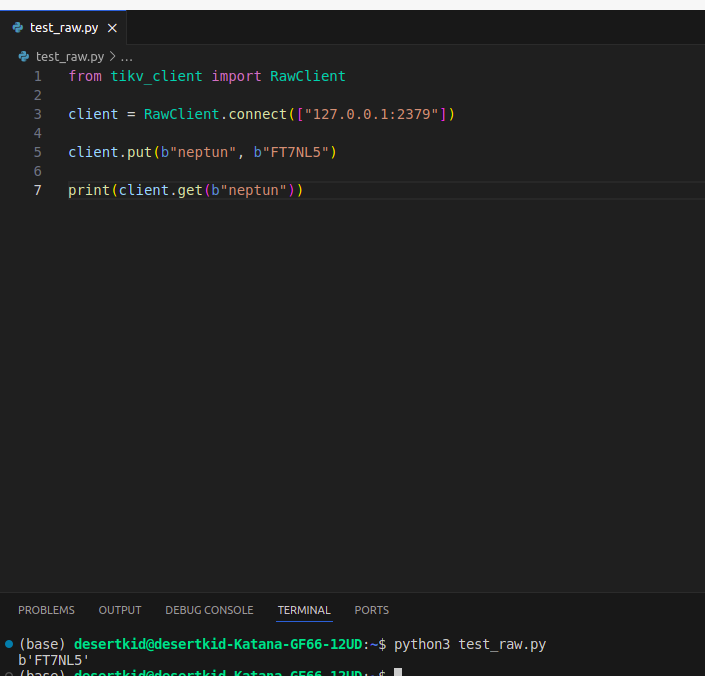 test_raw.py
test_raw.py > ...
1 from tikv_client import RawClient
2
3 client = RawClient.connect(["127.0.0.1:2379"])
4
5 client.put(b"neptun", b"FT7NL5")
6
7 print(client.get(b"neptun"))
PROBLEMS OUTPUT DEBUG CONSOLE TERMINAL PORTS
(base) desertkid@desertkid-Katana-GF66-12UD:~$ python3 test_raw.py
b'FT7NL5'
(base) desertkid@desertkid-Katana-GF66-12UD:~$